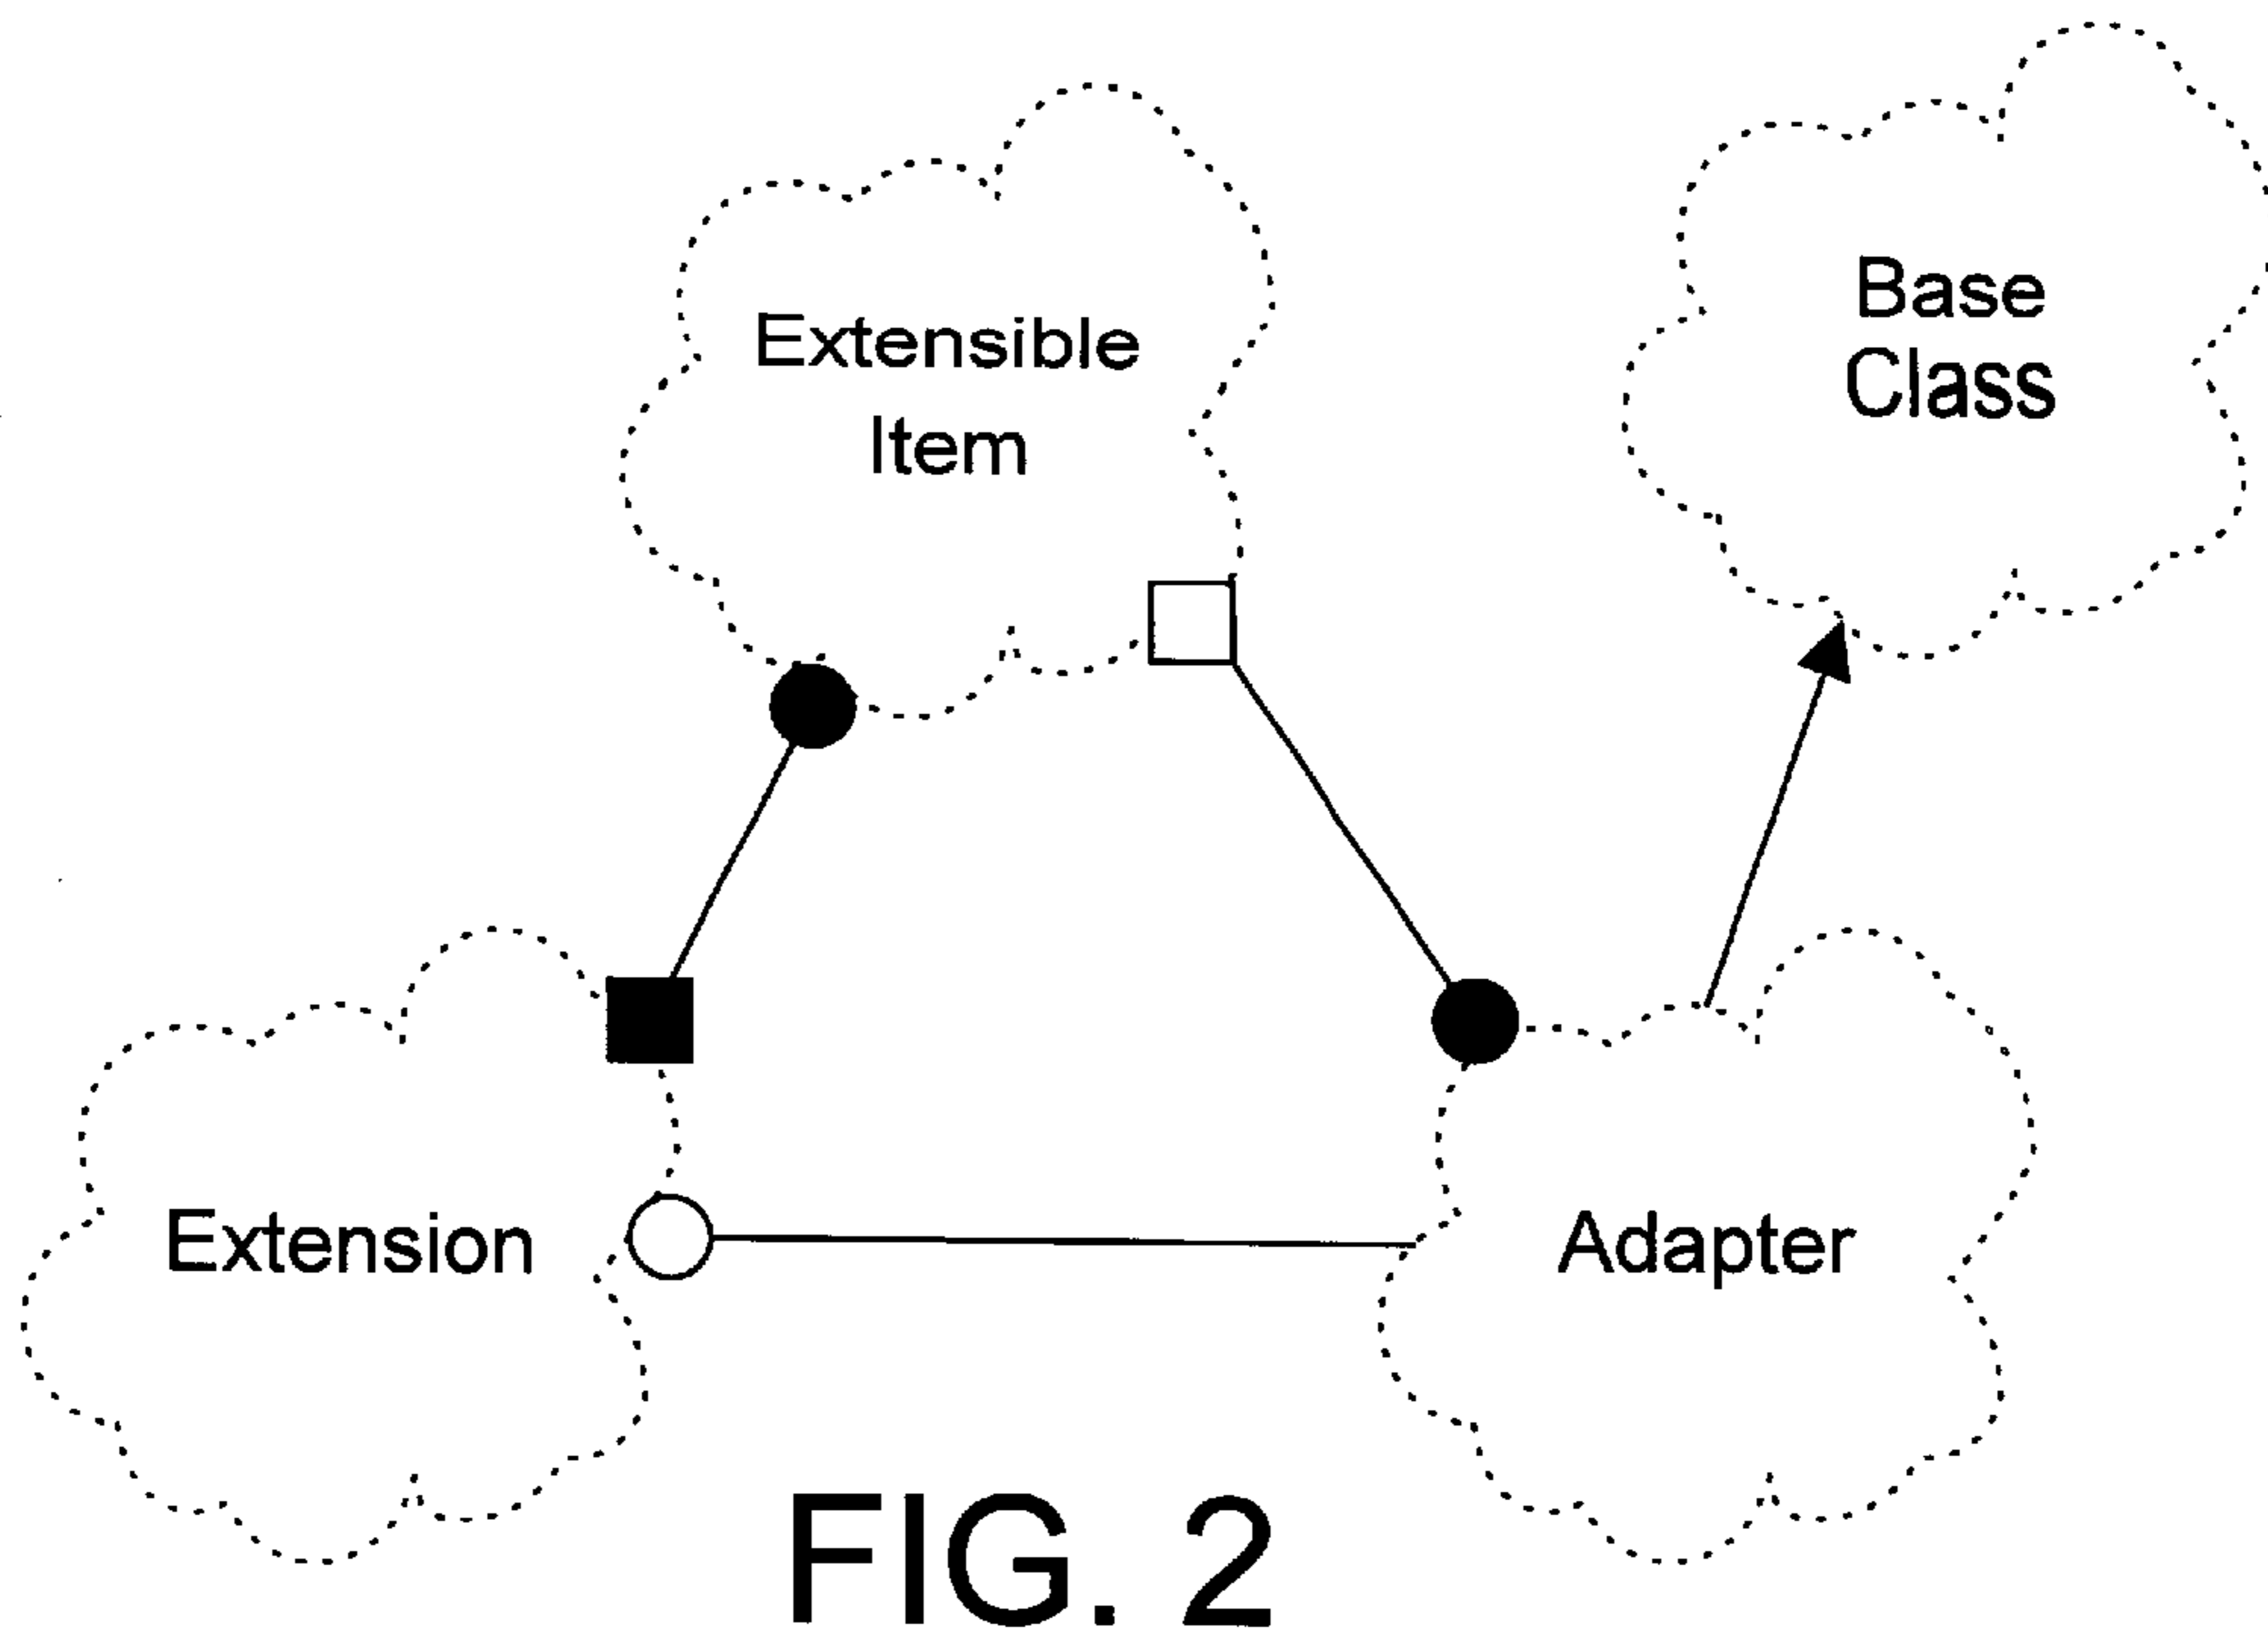 Extensible
Item
Base
Class
Extension
Adapter
FIG. 2